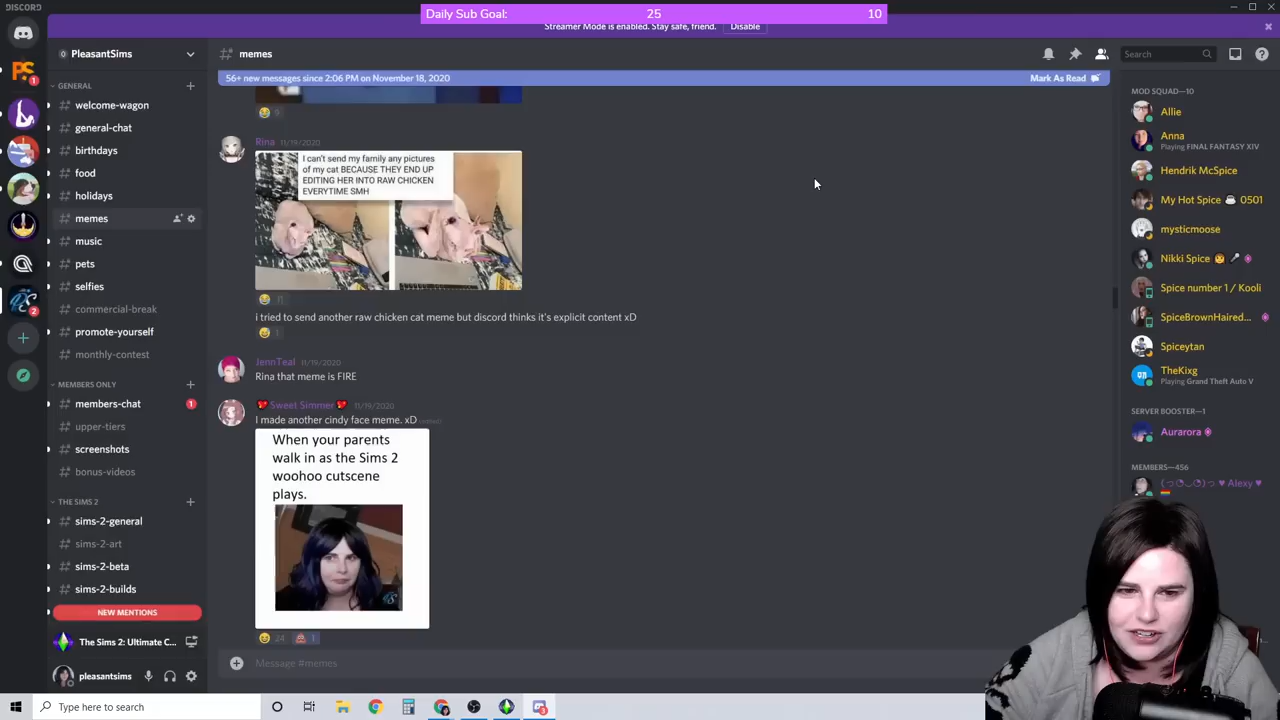 DISCORD
Daily Sub Goal: 25 10
Streamer Mode is enabled. Stay safe, friend. Disable
PleasantSims
memes
Search
56+ new messages since 2:06 PM on November 18, 2020
Mark As Read
GENERAL
welcome-wagon
general-chat
birthdays
food
holidays
memes
music
pets
selfies
commercial-break
promote-yourself
monthly-contest
MEMBERS ONLY
members-chat 1
upper-tiers
screenshots
bonus-videos
THE SIMS 2
sims-2-general
sims-2-art
sims-2-beta
sims-2-builds
NEW MENTIONS
The Sims 2: Ultimate C...
pleasantsims
9
Rina 11/19/2020
I can't send my family any pictures
of my cat BECAUSE THEY END UP
EDITING HER INTO RAW CHICKEN
EVERYTIME SMH
i tried to send another raw chicken cat meme but discord thinks it's explicit content xD
1
JennTeal 11/19/2020
Rina that meme is FIRE
Sweet Simmer 11/19/2020
I made another cindy face meme. xD (edited)
When your parents
walk in as the Sims 2
woohoo cutscene
plays.
24 1
Message #memes
MOD SQUAD—10
Allie
Anna
Playing FINAL FANTASY XIV
Hendrik McSpice
My Hot Spice 0501
mysticmoose
Nikki Spice
Spice number 1 / Kooli
SpiceBrownHaired...
Spiceytan
TheKixg
Playing Grand Theft Auto V
SERVER BOOSTER—1
Aurarora
MEMBERS—456
(っ◔◡◔)っ ♥ Alexy ♥
Type here to search